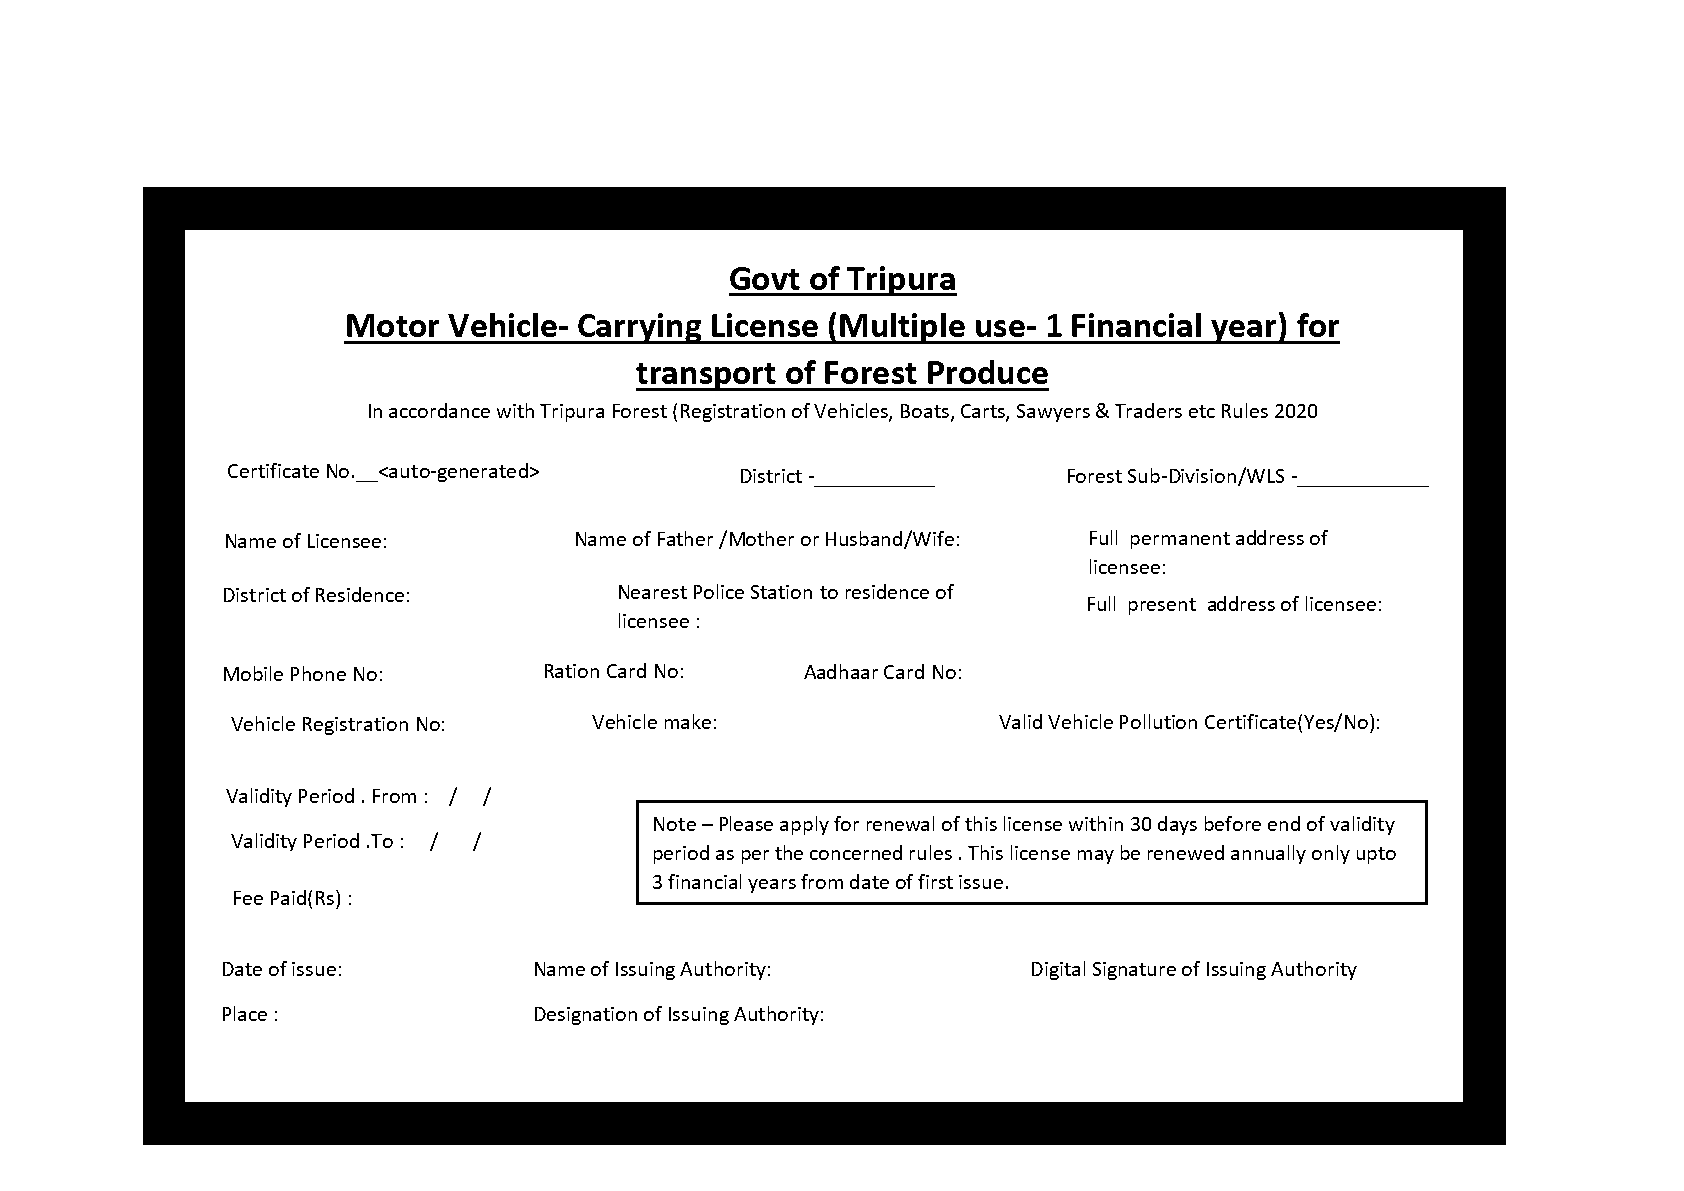 Govt of Tripura
Motor Vehicle- Carrying License (Multiple use- 1 Financial year) for
transport of Forest Produce
In accordance with Tripura Forest (Registration of Vehicles, Boats, Carts, Sawyers & Traders etc Rules 2020
Certificate No.__<auto-generated>
District -___________
Forest Sub-Division/WLS -____________
Name of Licensee:
Name of Father /Mother or Husband/Wife:
Full  permanent address of
licensee:
District of Residence:
Nearest Police Station to residence of
licensee :
Full  present  address of licensee:
Mobile Phone No:
Ration Card No:
Aadhaar Card No:
Vehicle Registration No:
Vehicle make:
Valid Vehicle Pollution Certificate(Yes/No):
Validity Period . From :    /     /
Validity Period .To :     /      /
Fee Paid(Rs) :
Note – Please apply for renewal of this license within 30 days before end of validity
period as per the concerned rules . This license may be renewed annually only upto
3 financial years from date of first issue.
Date of issue:
Name of Issuing Authority:
Digital Signature of Issuing Authority
Place :
Designation of Issuing Authority: